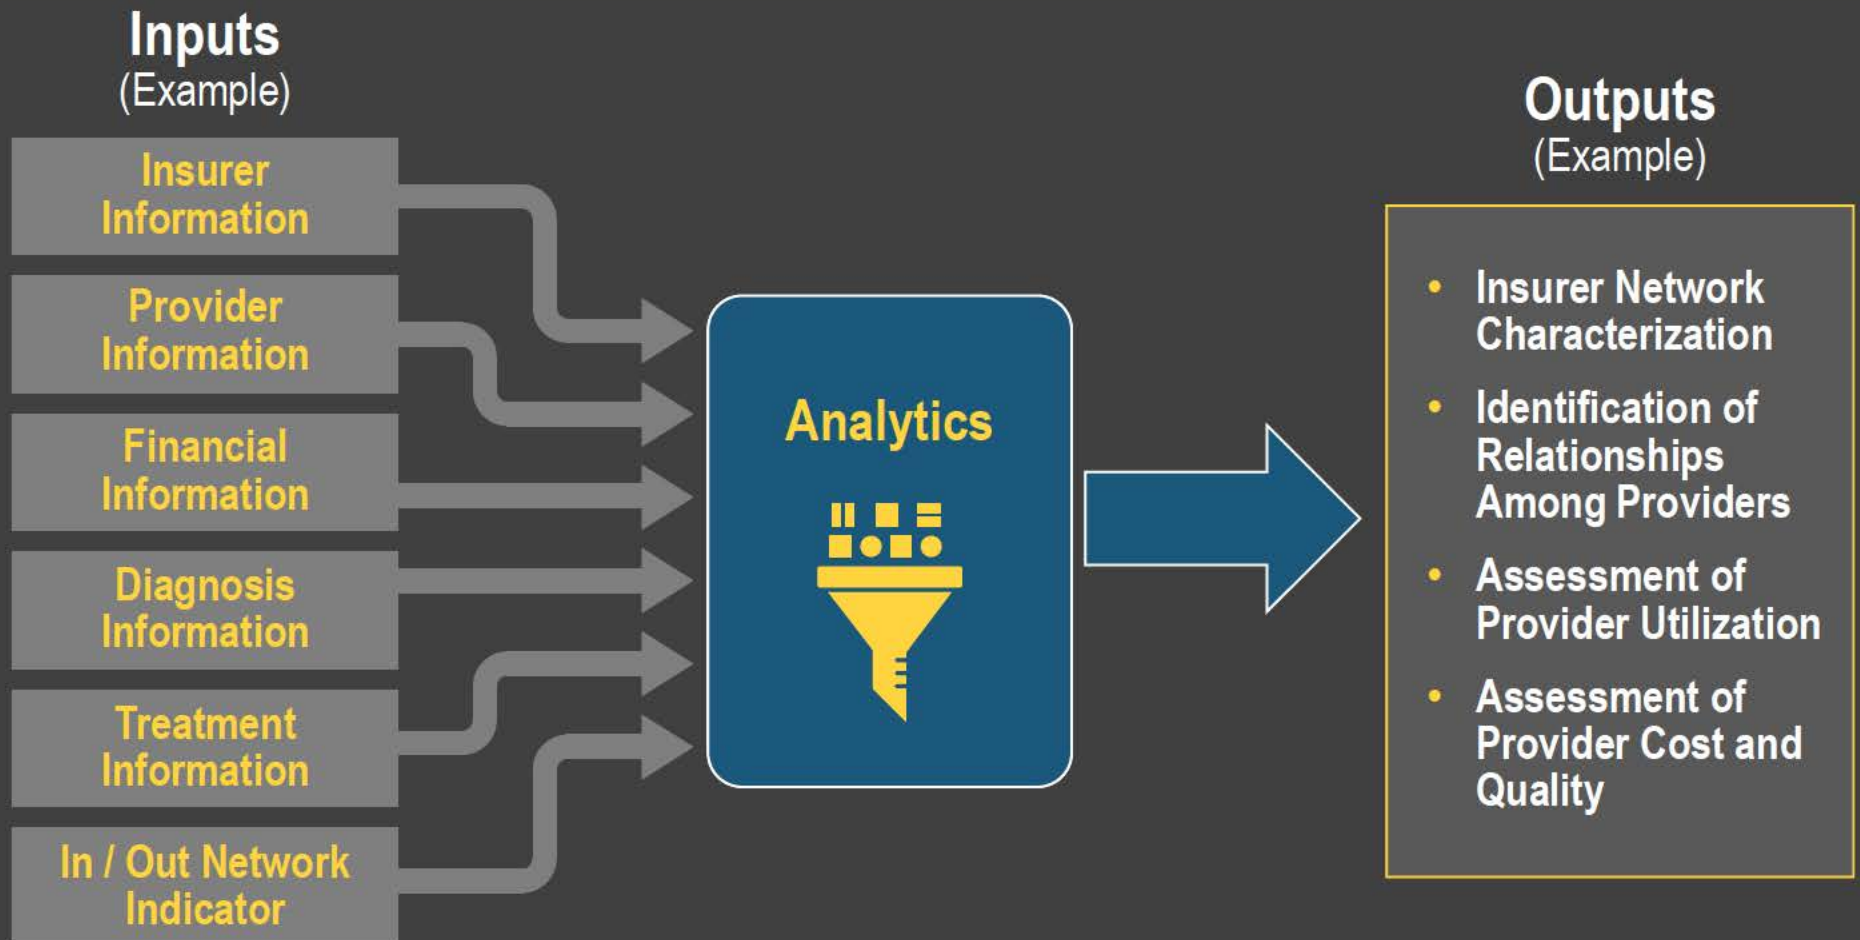 Inputs
(Example)
Insurer
Information
Provider
Information
Financial
Information
Diagnosis
Information
Treatment
Information
In / Out Network
Indicator
Analytics
Outputs
(Example)
• Insurer Network
Characterization
• Identification of
Relationships
Among Providers
• Assessment of
Provider Utilization
• Assessment of
Provider Cost and
Quality